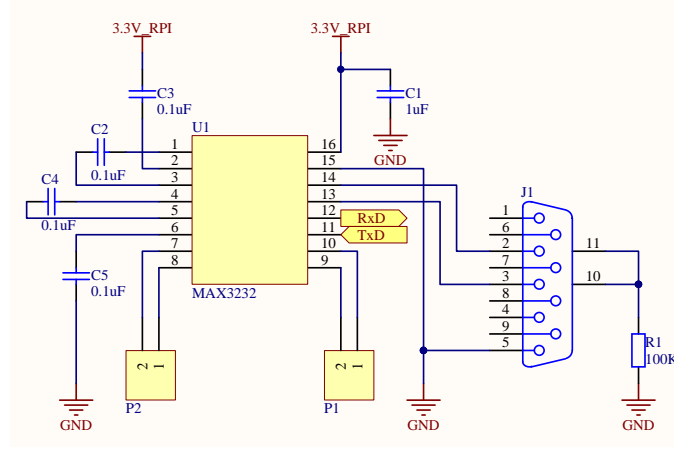 3.3V_RPI
3.3V_RPI
C3
0.1uF
C1
1uF
GND
U1
C2
0.1uF
C4
0.1uF
C5
0.1uF
1
2
3
4
5
6
7
8
16
15
14
13
12
11
10
9
RxD
TxD
MAX3232
J1
1
6
2
7
3
8
4
9
5
11
10
R1
100K
2
1
P2
2
1
P1
GND
GND
GND